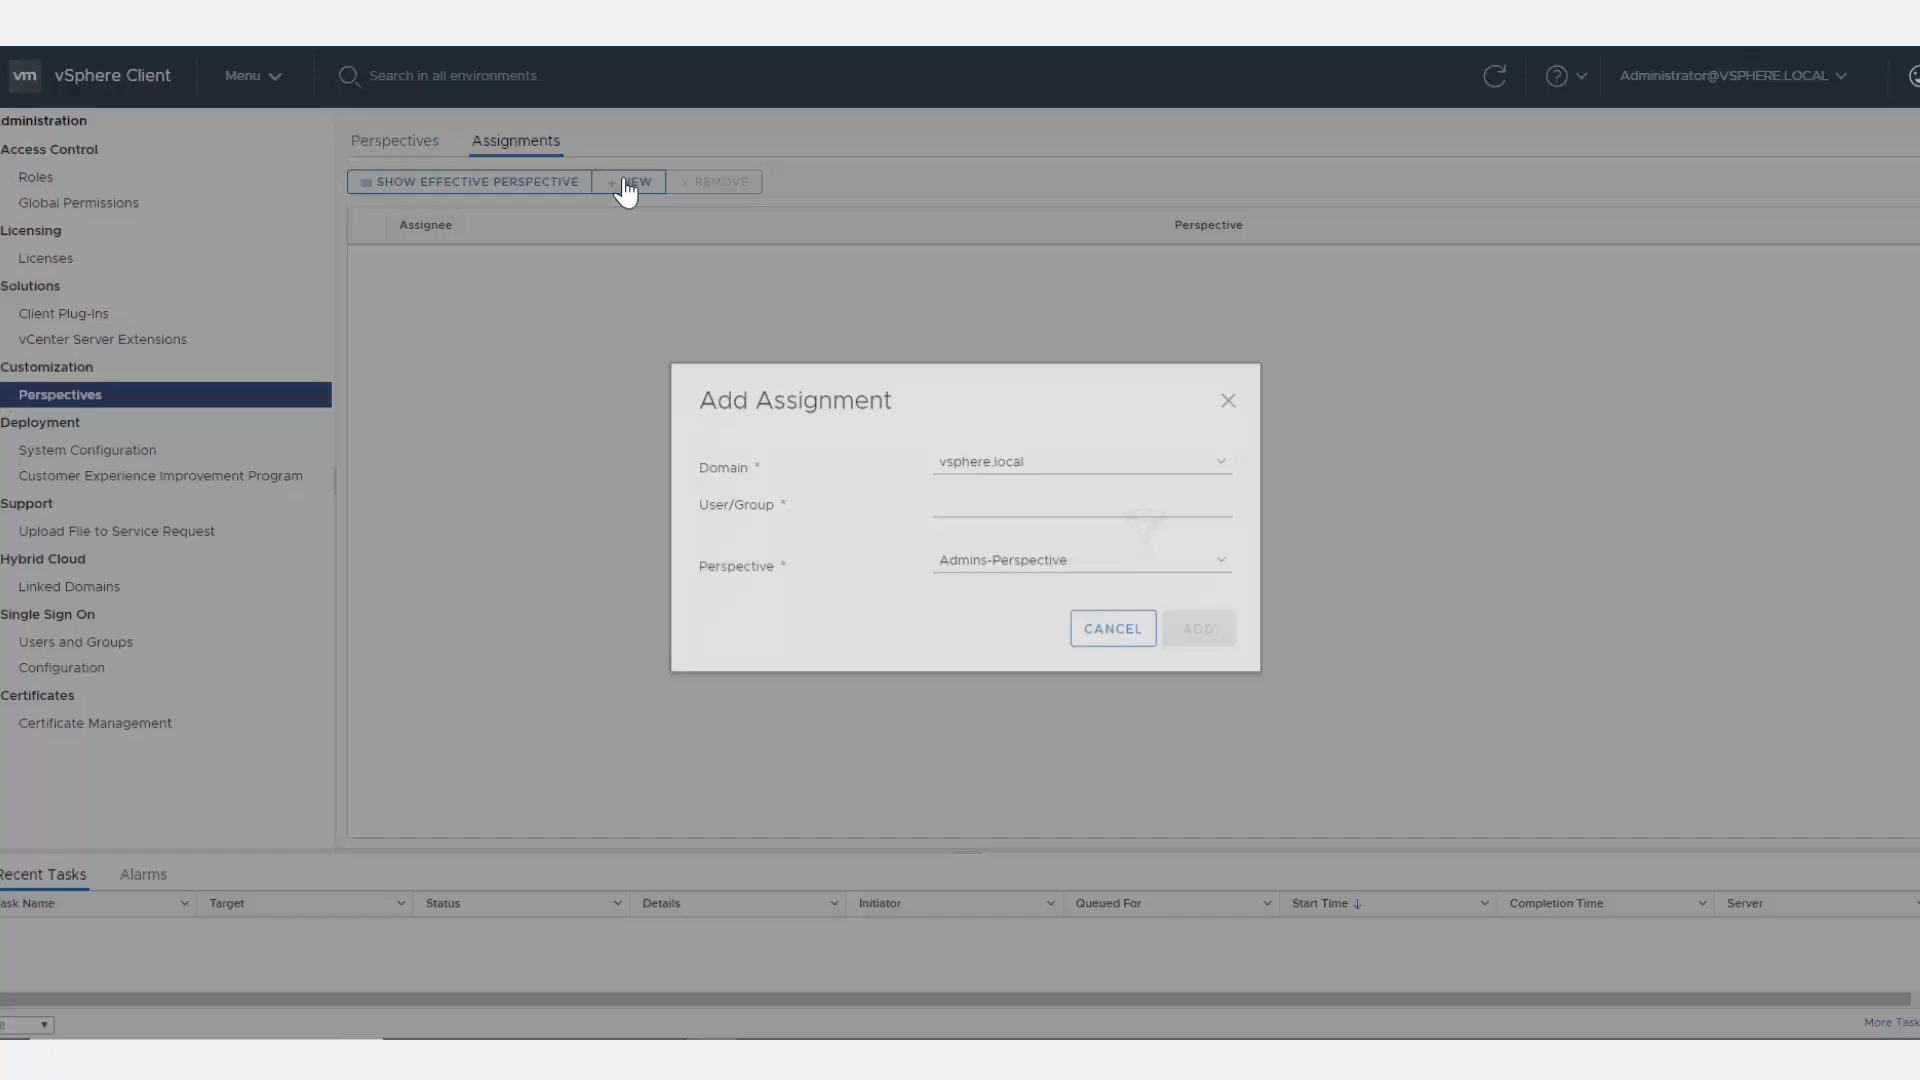 vm vSphere Client Menu Search in all environments Administrator@VSPHERE.LOCAL
dministration
Access Control
Roles
Global Permissions
Licensing
Licenses
Solutions
Client Plug-Ins
vCenter Server Extensions
Customization
Perspectives
Deployment
System Configuration
Customer Experience Improvement Program
Support
Upload File to Service Request
Hybrid Cloud
Linked Domains
Single Sign On
Users and Groups
Configuration
Certificates
Certificate Management
Perspectives Assignments
SHOW EFFECTIVE PERSPECTIVE + NEW × REMOVE
Assignee Perspective
Add Assignment
Domain * vsphere.local
User/Group *
Perspective * Admins-Perspective
CANCEL ADD
Recent Tasks Alarms
ask Name Target Status Details Initiator Queued For Start Time ↓ Completion Time Server
ll More Task